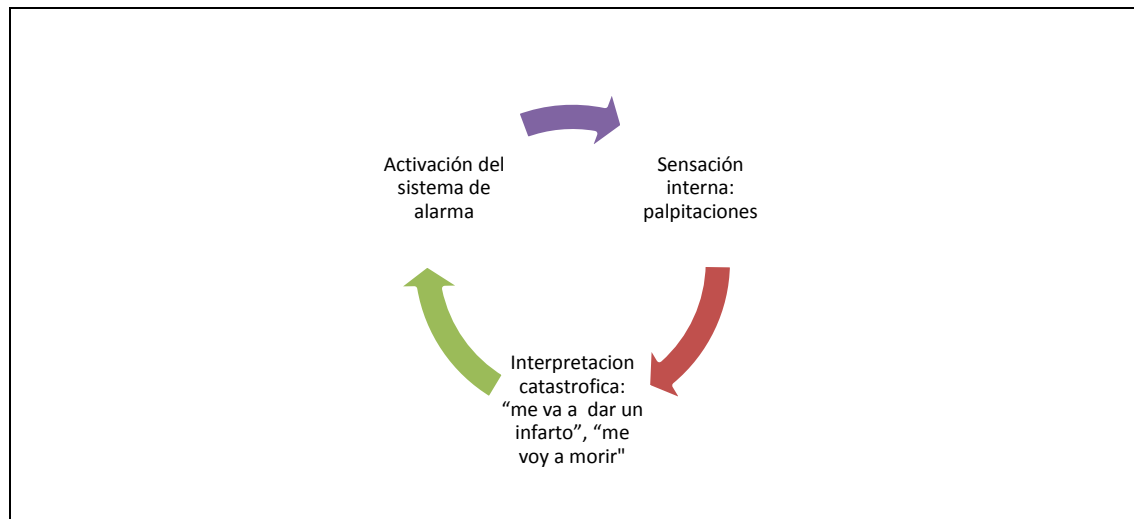 Activación del
sistema de
alarma
Sensación
interna:
palpitaciones
Interpretacion
catastrofica:
“me va a  dar un
infarto”, “me
voy a morir"